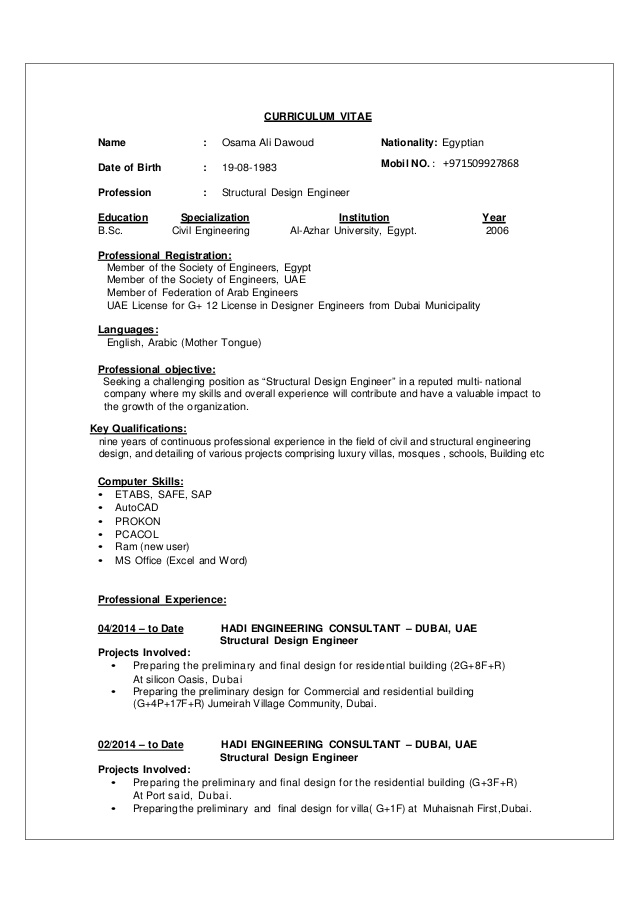 CURRICULUM VITAE
Name : Osama Ali Dawoud Nationality: Egyptian
Date of Birth : 19-08-1983 Mobil NO. : +971509927868
Profession : Structural Design Engineer
Education Specialization Institution Year
B.Sc. Civil Engineering Al-Azhar University, Egypt. 2006
Professional Registration:
Member of the Society of Engineers, Egypt
Member of the Society of Engineers, UAE
Member of Federation of Arab Engineers
UAE License for G+ 12 License in Designer Engineers from Dubai Municipality
Languages:
English, Arabic (Mother Tongue)
Professional objective:
Seeking a challenging position as “Structural Design Engineer” in a reputed multi- national
company where my skills and overall experience will contribute and have a valuable impact to
the growth of the organization.
Key Qualifications:
nine years of continuous professional experience in the field of civil and structural engineering
design, and detailing of various projects comprising luxury villas, mosques , schools, Building etc
Computer Skills:
• ETABS, SAFE, SAP
• AutoCAD
• PROKON
• PCACOL
• Ram (new user)
• MS Office (Excel and Word)
Professional Experience:
04/2014 – to Date HADI ENGINEERING CONSULTANT – DUBAI, UAE
Structural Design Engineer
Projects Involved:
• Preparing the preliminary and final design for residential building (2G+8F+R)
At silicon Oasis, Dubai
• Preparing the preliminary design for Commercial and residential building
(G+4P+17F+R) Jumeirah Village Community, Dubai.
02/2014 – to Date HADI ENGINEERING CONSULTANT – DUBAI, UAE
Structural Design Engineer
Projects Involved:
• Preparing the preliminary and final design for the residential building (G+3F+R)
At Port said, Dubai.
• Preparing the preliminary and final design for villa( G+1F) at Muhaisnah First,Dubai.